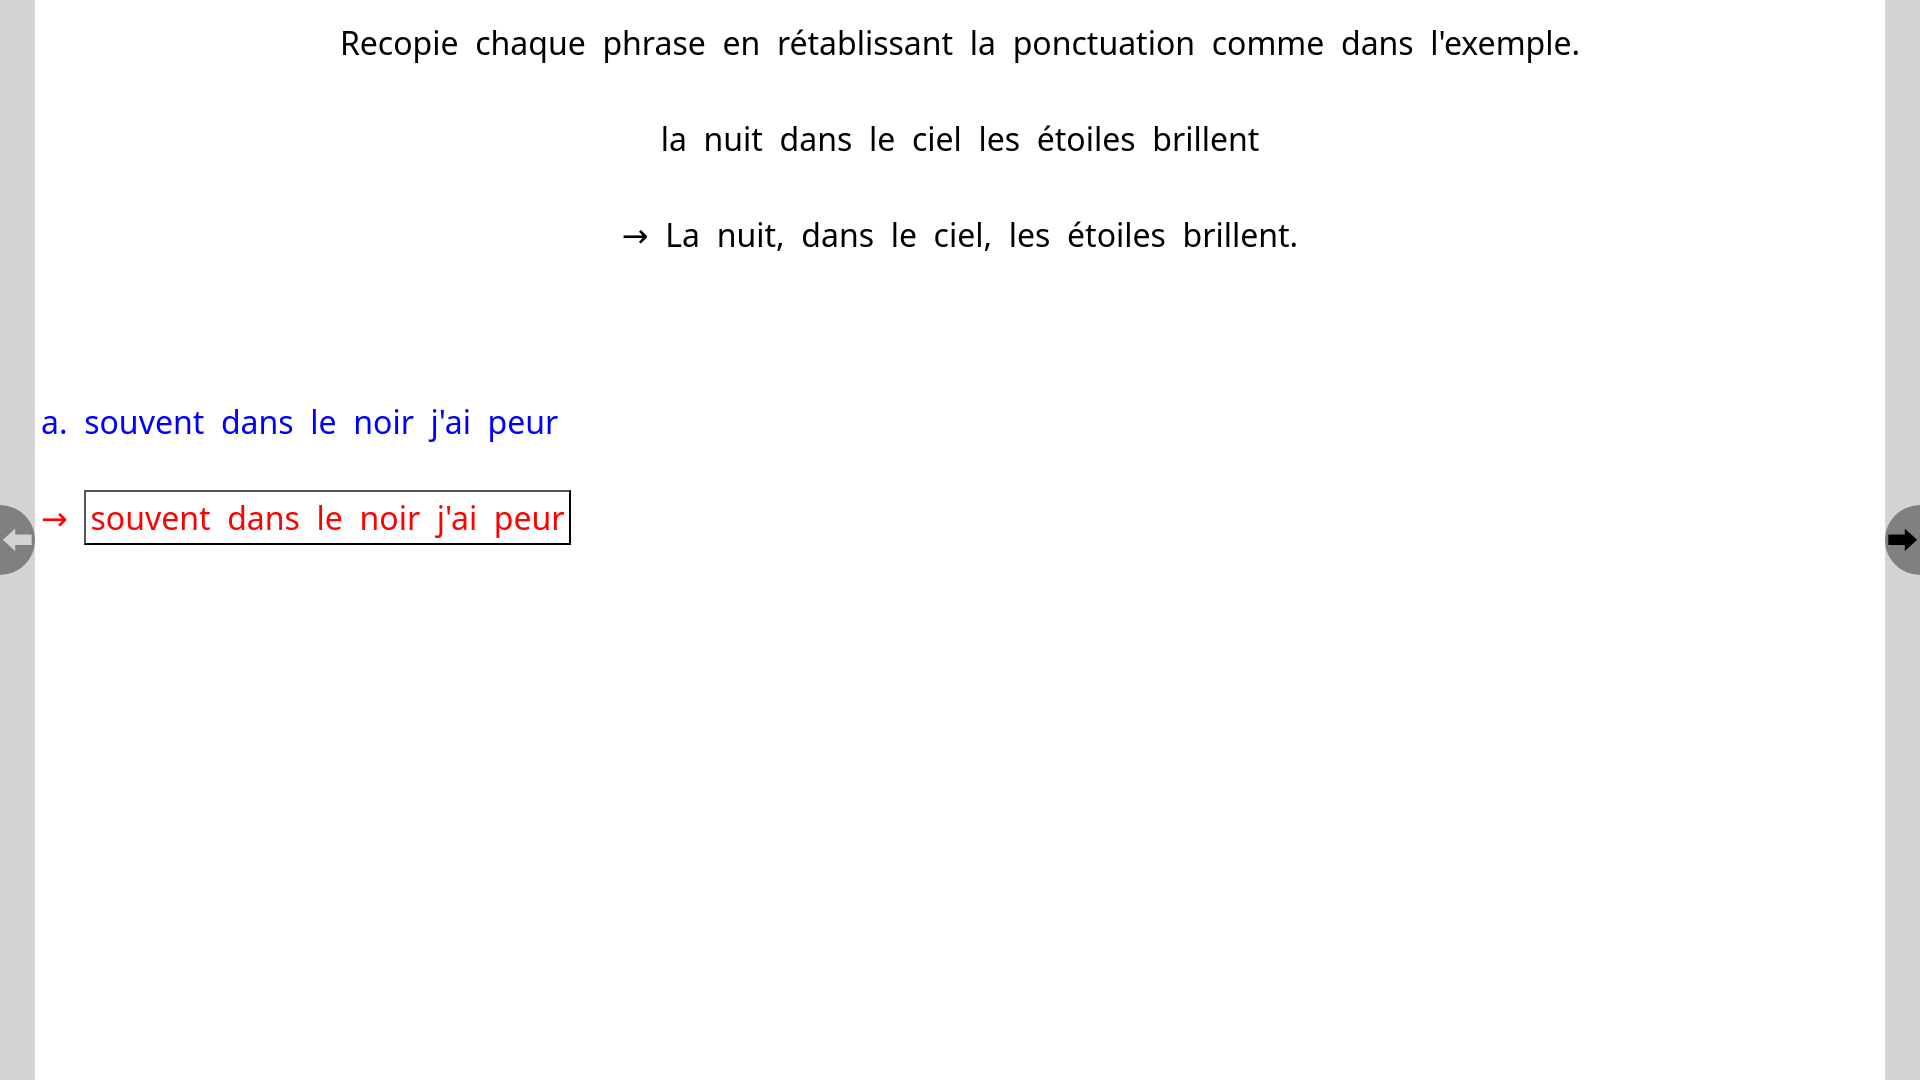 Recopie chaque phrase en rétablissant la ponctuation comme dans l'exemple.
la nuit dans le ciel les étoiles brillent
→ La nuit, dans le ciel, les étoiles brillent.
a. souvent dans le noir j'ai peur
→ souvent dans le noir j'ai peur